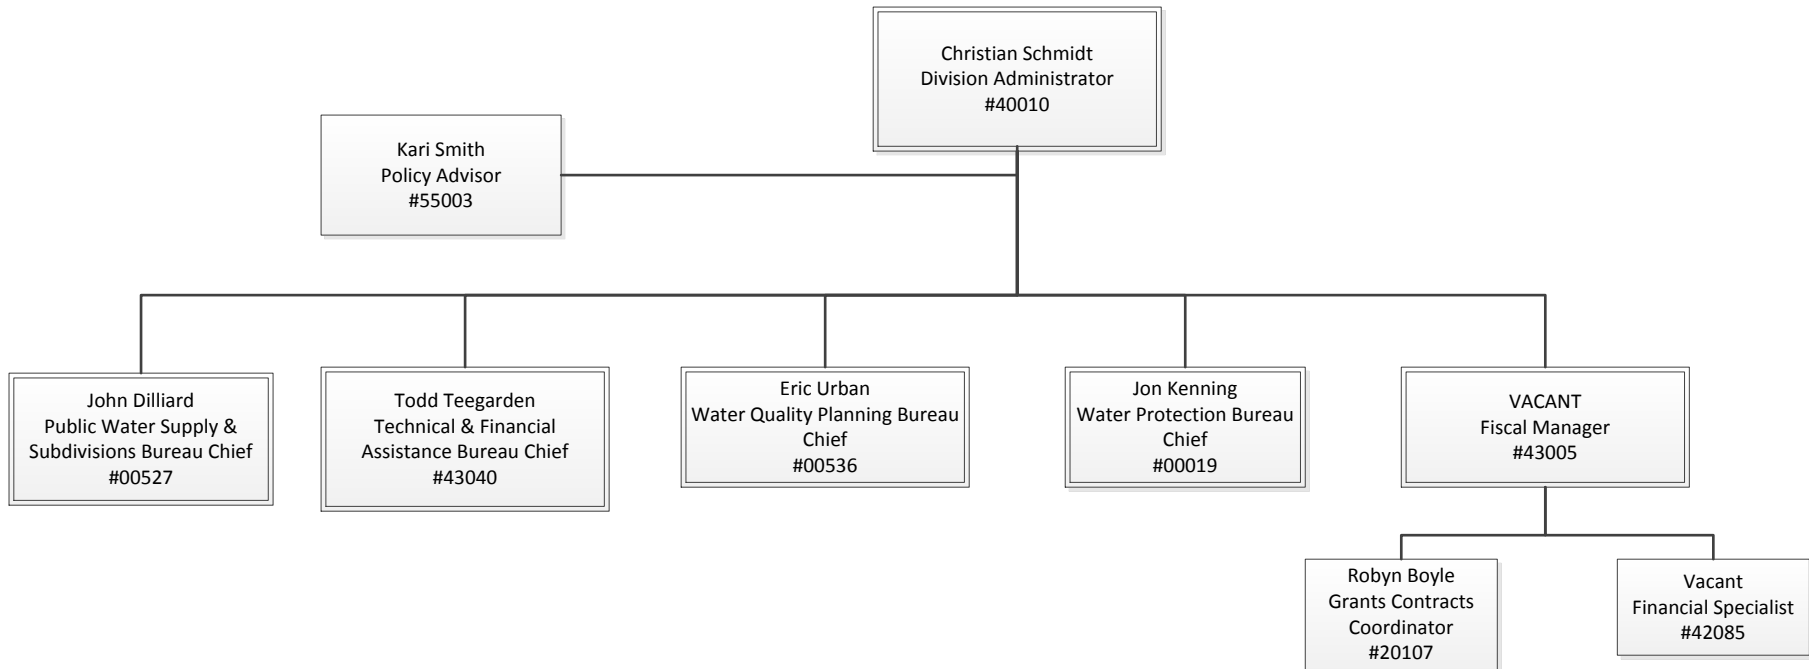 Christian Schmidt
Division Administrator
#40010
Kari Smith
Policy Advisor
#55003
John Dilliard
Public Water Supply &
Subdivisions Bureau Chief
#00527
Todd Teegarden
Technical & Financial
Assistance Bureau Chief
#43040
Eric Urban
Water Quality Planning Bureau
Chief
#00536
Jon Kenning
Water Protection Bureau
Chief
#00019
VACANT
Fiscal Manager
#43005
Robyn Boyle
Grants Contracts
Coordinator
#20107
Vacant
Financial Specialist
#42085